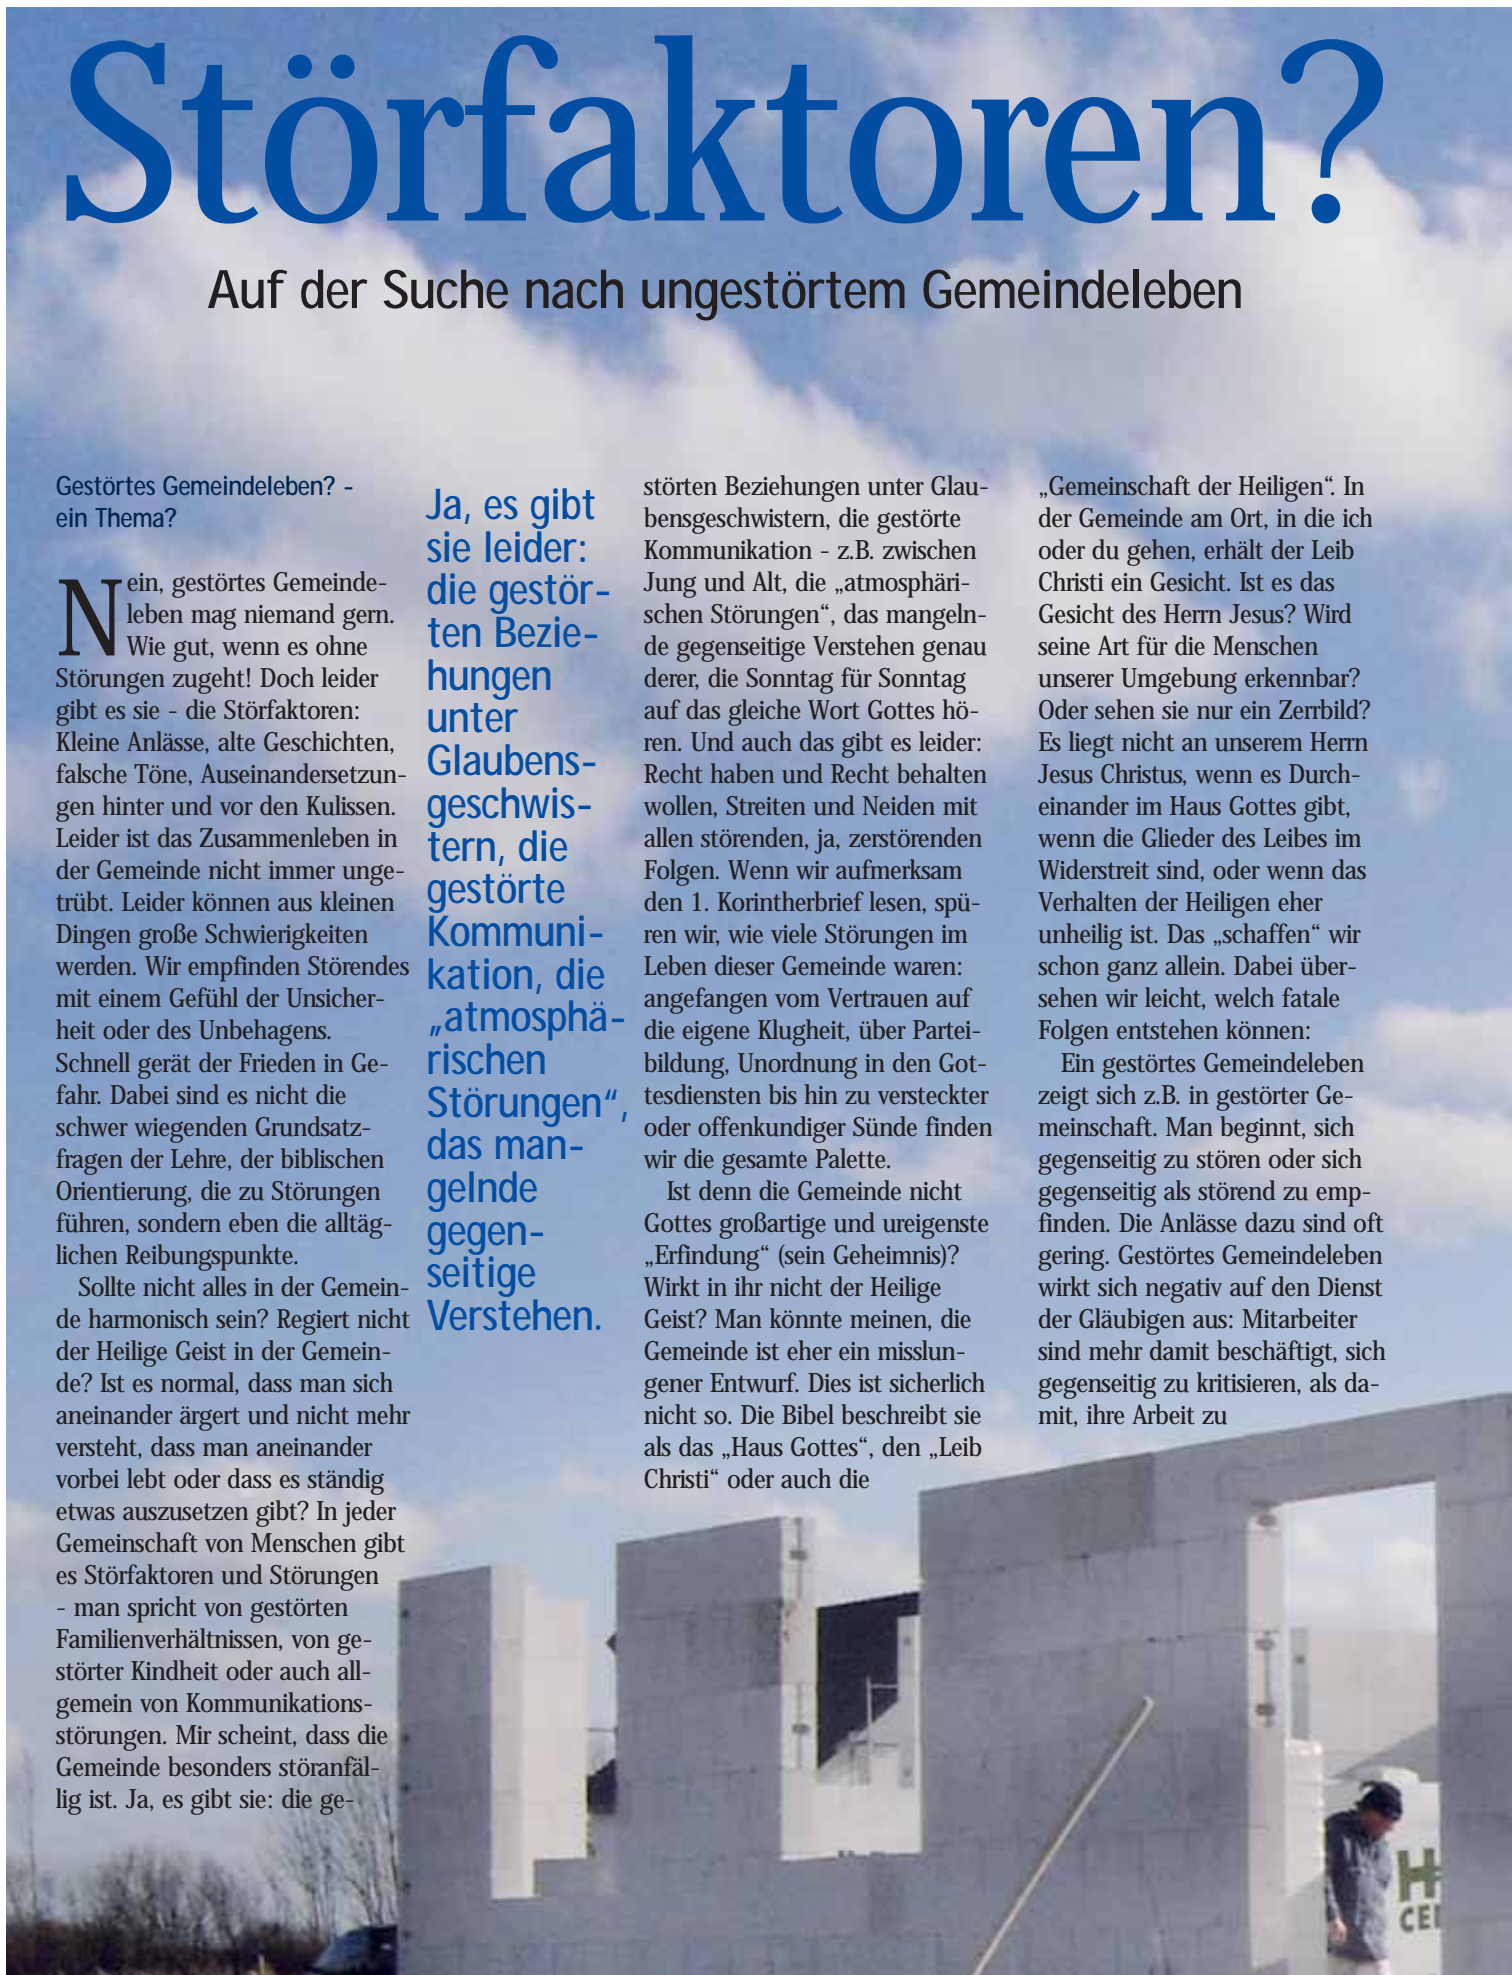 Störfaktoren?
Auf der Suche nach ungestörtem Gemeindeleben
Gestörtes Gemeindeleben? -
ein Thema?
Nein, gestörtes Gemeinde-
leben mag niemand gern.
Wie gut, wenn es ohne
Störungen zugeht! Doch leider
gibt es sie - die Störfaktoren:
Kleine Anlässe, alte Geschichten,
falsche Töne, Auseinandersetzun-
gen hinter und vor den Kulissen.
Leider ist das Zusammenleben in
der Gemeinde nicht immer unge-
trübt. Leider können aus kleinen
Dingen große Schwierigkeiten
werden. Wir empfinden Störendes
mit einem Gefühl der Unsicher-
heit oder des Unbehagens.
Schnell gerät der Frieden in Ge-
fahr. Dabei sind es nicht die
schwer wiegenden Grundsatz-
fragen der Lehre, der biblischen
Orientierung, die zu Störungen
führen, sondern eben die alltäg-
lichen Reibungspunkte.
Sollte nicht alles in der Gemein-
de harmonisch sein? Regiert nicht
der Heilige Geist in der Gemein-
de? Ist es normal, dass man sich
aneinander ärgert und nicht mehr
versteht, dass man aneinander
vorbei lebt oder dass es ständig
etwas auszusetzen gibt? In jeder
Gemeinschaft von Menschen gibt
es Störfaktoren und Störungen
- man spricht von gestörten
Familienverhältnissen, von ge-
störter Kindheit oder auch all-
gemein von Kommunikations-
störungen. Mir scheint, dass die
Gemeinde besonders störanfäl-
lig ist. Ja, es gibt sie: die ge-
Ja, es gibt
sie leider:
die gestör-
ten Bezie-
hungen
unter
Glaubens-
geschwis-
tern, die
gestörte
Kommuni-
kation, die
„atmosphä-
rischen
Störungen“,
das man-
gelnde
gegen-
seitige
Verstehen.
störten Beziehungen unter Glau-
bensgeschwistern, die gestörte
Kommunikation - z.B. zwischen
Jung und Alt, die „atmosphäri-
schen Störungen“, das mangeln-
de gegenseitige Verstehen genau
derer, die Sonntag für Sonntag
auf das gleiche Wort Gottes hö-
ren. Und auch das gibt es leider:
Recht haben und Recht behalten
wollen, Streiten und Neiden mit
allen störenden, ja, zerstörenden
Folgen. Wenn wir aufmerksam
den 1. Korintherbrief lesen, spü-
ren wir, wie viele Störungen im
Leben dieser Gemeinde waren:
angefangen vom Vertrauen auf
die eigene Klugheit, über Partei-
bildung, Unordnung in den Got-
tesdiensten bis hin zu versteckter
oder offenkundiger Sünde finden
wir die gesamte Palette.
Ist denn die Gemeinde nicht
Gottes großartige und ureigenste
„Erfindung“ (sein Geheimnis)?
Wirkt in ihr nicht der Heilige
Geist? Man könnte meinen, die
Gemeinde ist eher ein misslun-
gener Entwurf. Dies ist sicherlich
nicht so. Die Bibel beschreibt sie
als das „Haus Gottes“, den „Leib
Christi“ oder auch die
„Gemeinschaft der Heiligen“. In
der Gemeinde am Ort, in die ich
oder du gehen, erhält der Leib
Christi ein Gesicht. Ist es das
Gesicht des Herrn Jesus? Wird
seine Art für die Menschen
unserer Umgebung erkennbar?
Oder sehen sie nur ein Zerrbild?
Es liegt nicht an unserem Herrn
Jesus Christus, wenn es Durch-
einander im Haus Gottes gibt,
wenn die Glieder des Leibes im
Widerstreit sind, oder wenn das
Verhalten der Heiligen eher
unheilig ist. Das „schaffen“ wir
schon ganz allein. Dabei über-
sehen wir leicht, welch fatale
Folgen entstehen können:
Ein gestörtes Gemeindeleben
zeigt sich z.B. in gestörter Ge-
meinschaft. Man beginnt, sich
gegenseitig zu stören oder sich
gegenseitig als störend zu emp-
finden. Die Anlässe dazu sind oft
gering. Gestörtes Gemeindeleben
wirkt sich negativ auf den Dienst
der Gläubigen aus: Mitarbeiter
sind mehr damit beschäftigt, sich
gegenseitig zu kritisieren, als da-
mit, ihre Arbeit zu